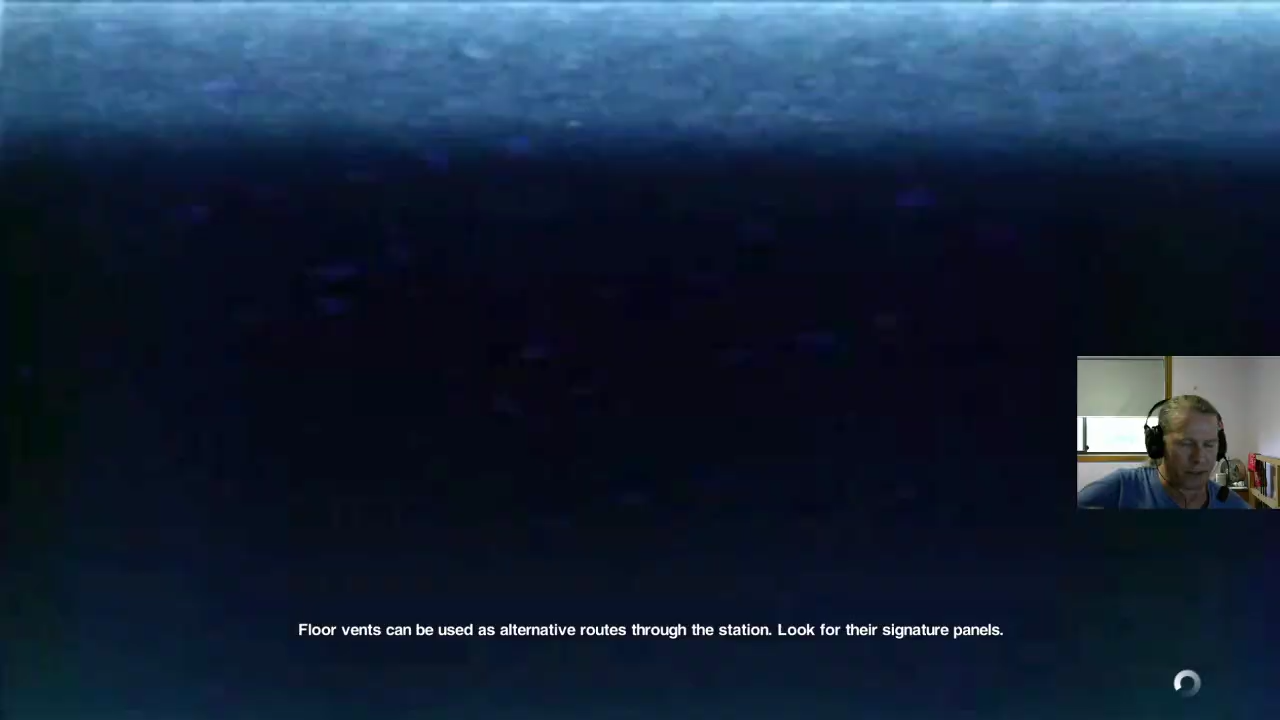 Floor vents can be used as alternative routes through the station. Look for their signature panels.